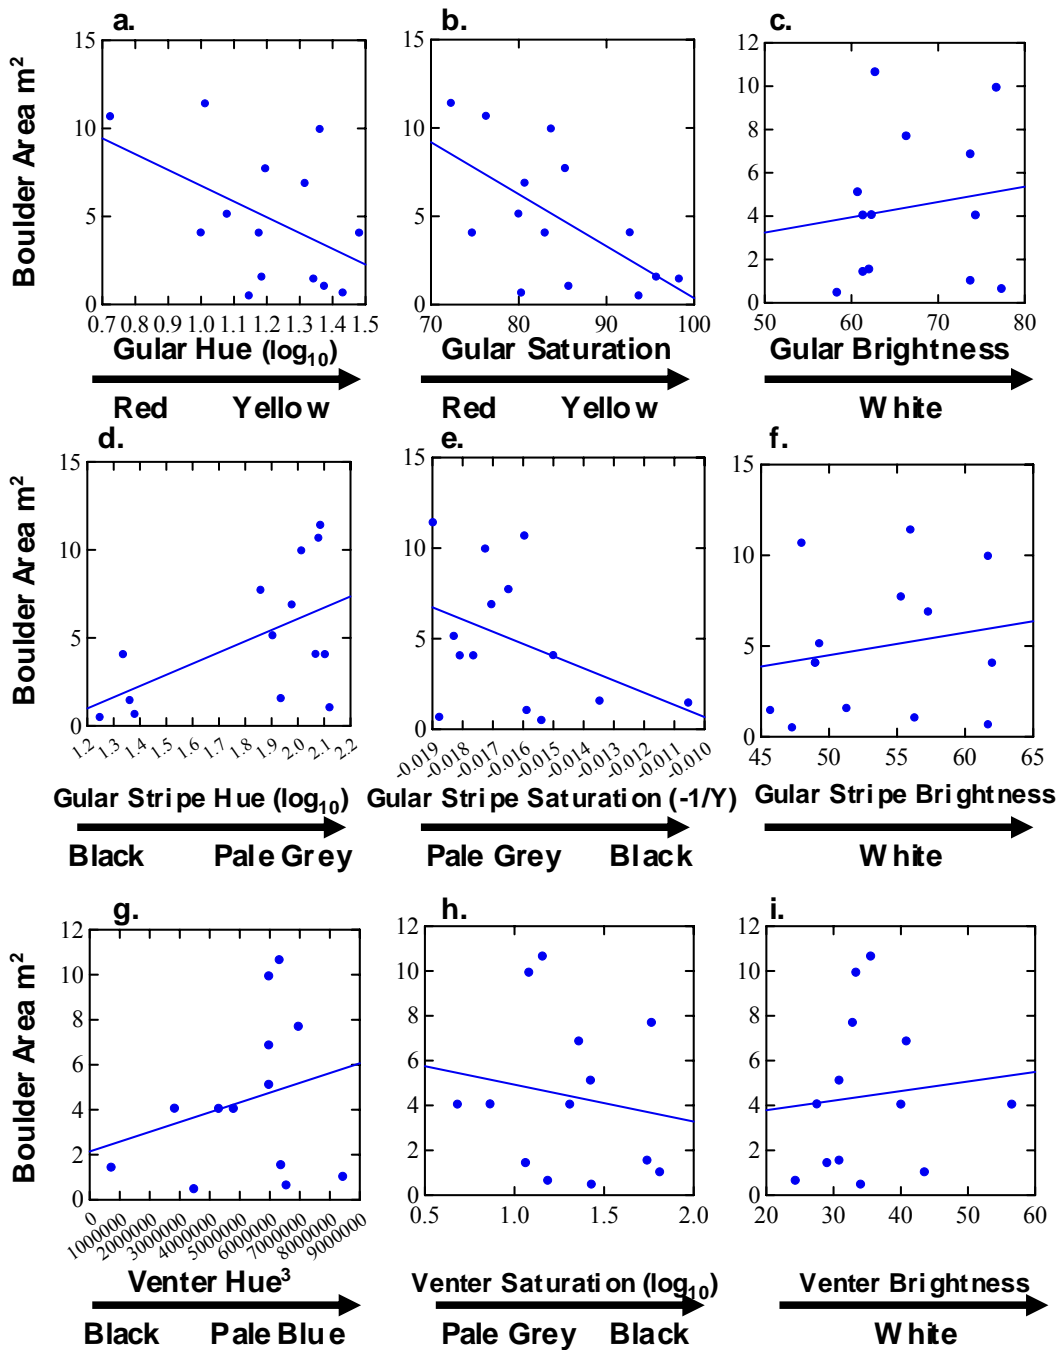 a.
b.
c.
15
10
5
0
Boulder Area m²
0.7 0.8 0.9 1.0 1.1 1.2 1.3 1.4 1.5
Gular Hue (log₁₀)
Red Yellow
15
10
5
0
70 80 90 100
Gular Saturation
Red Yellow
12
10
8
6
4
2
0
50 60 70 80
Gular Brightness
White
d.
e.
f.
15
10
5
0
Boulder Area m²
1.2 1.3 1.4 1.5 1.6 1.7 1.8 1.9 2.0 2.1 2.2
Gular Stripe Hue (log₁₀)
Black Pale Grey
15
10
5
0
-0.019 -0.018 -0.017 -0.016 -0.015 -0.014 -0.013 -0.012 -0.011 -0.010
Gular Stripe Saturation (-1/Y)
Pale Grey Black
15
10
5
0
45 50 55 60 65
Gular Stripe Brightness
White
g.
h.
i.
12
10
8
6
4
2
0
Boulder Area m²
0 1000000 2000000 3000000 4000000 5000000 6000000 7000000 8000000 9000000
Venter Hue³
Black Pale Blue
12
10
8
6
4
2
0
0.5 1.0 1.5 2.0
Venter Saturation (log₁₀)
Pale Grey Black
12
10
8
6
4
2
0
20 30 40 50 60
Venter Brightness
White